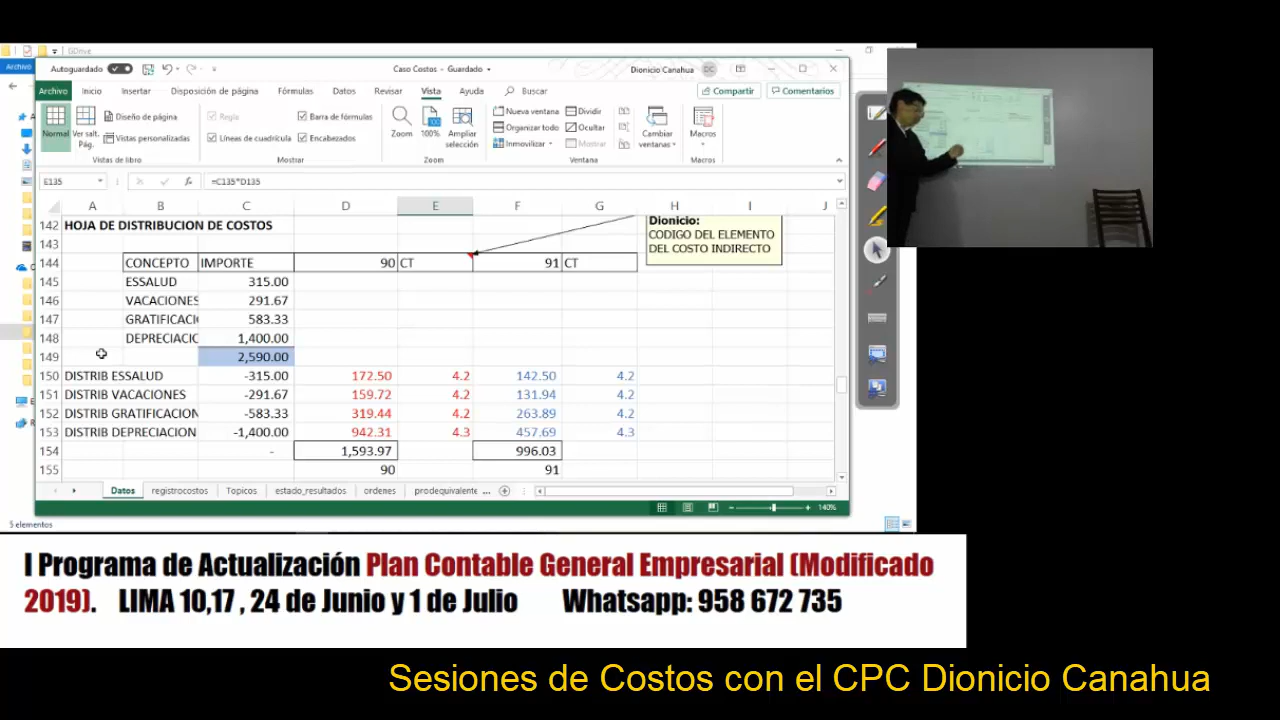 GDrive
Archivo
Autoguardado
Caso Costos - Guardado
Dionicio Canahua
DC
Archivo Inicio Insertar Disposición de página Fórmulas Datos Revisar Vista Ayuda Buscar Compartir Comentarios
Normal
Ver salt. Pág.
Diseño de página
Vistas personalizadas
Vistas de libro
Regla
Barra de fórmulas
Líneas de cuadrícula
Encabezados
Mostrar
Zoom
100%
Ampliar selección
Zoom
Nueva ventana
Organizar todo
Inmovilizar
Dividir
Ocultar
Mostrar
Cambiar ventanas
Ventana
Macros
Macros
E135 fx =C135*D135
A B C D E F G H I J
142 HOJA DE DISTRIBUCION DE COSTOS
Dionicio:
CODIGO DEL ELEMENTO
DEL COSTO INDIRECTO
143
144 CONCEPTO IMPORTE 90 CT 91 CT
145 ESSALUD 315.00
146 VACACIONES 291.67
147 GRATIFICACI 583.33
148 DEPRECIACIC 1,400.00
149 2,590.00
150 DISTRIB ESSALUD -315.00 172.50 4.2 142.50 4.2
151 DISTRIB VACACIONES -291.67 159.72 4.2 131.94 4.2
152 DISTRIB GRATIFICACION -583.33 319.44 4.2 263.89 4.2
153 DISTRIB DEPRECIACION -1,400.00 942.31 4.3 457.69 4.3
154 - 1,593.97 996.03
155 90 91
Datos registrocostos Topicos estado_resultados ordenes prodequivalente ...
140%
5 elementos
I Programa de Actualización Plan Contable General Empresarial (Modificado
2019). LIMA 10,17 , 24 de Junio y 1 de Julio Whatsapp: 958 672 735
Sesiones de Costos con el CPC Dionicio Canahua